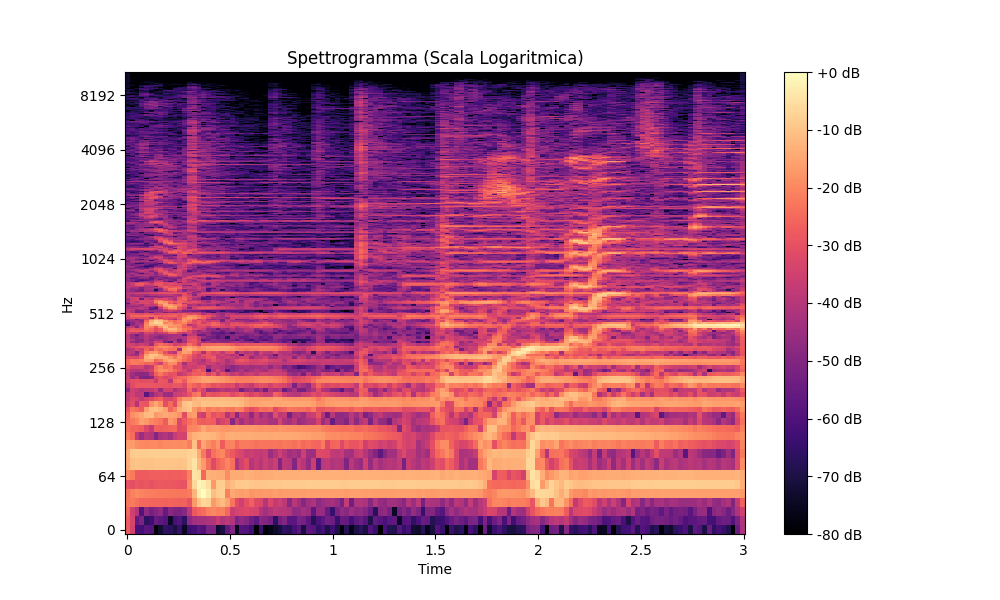 Spettrogramma (Scala Logaritmica)
Hz
8192
4096
2048
1024
512
256
128
64
0
0
0.5
1
1.5
2
2.5
3
Time
+0 dB
-10 dB
-20 dB
-30 dB
-40 dB
-50 dB
-60 dB
-70 dB
-80 dB